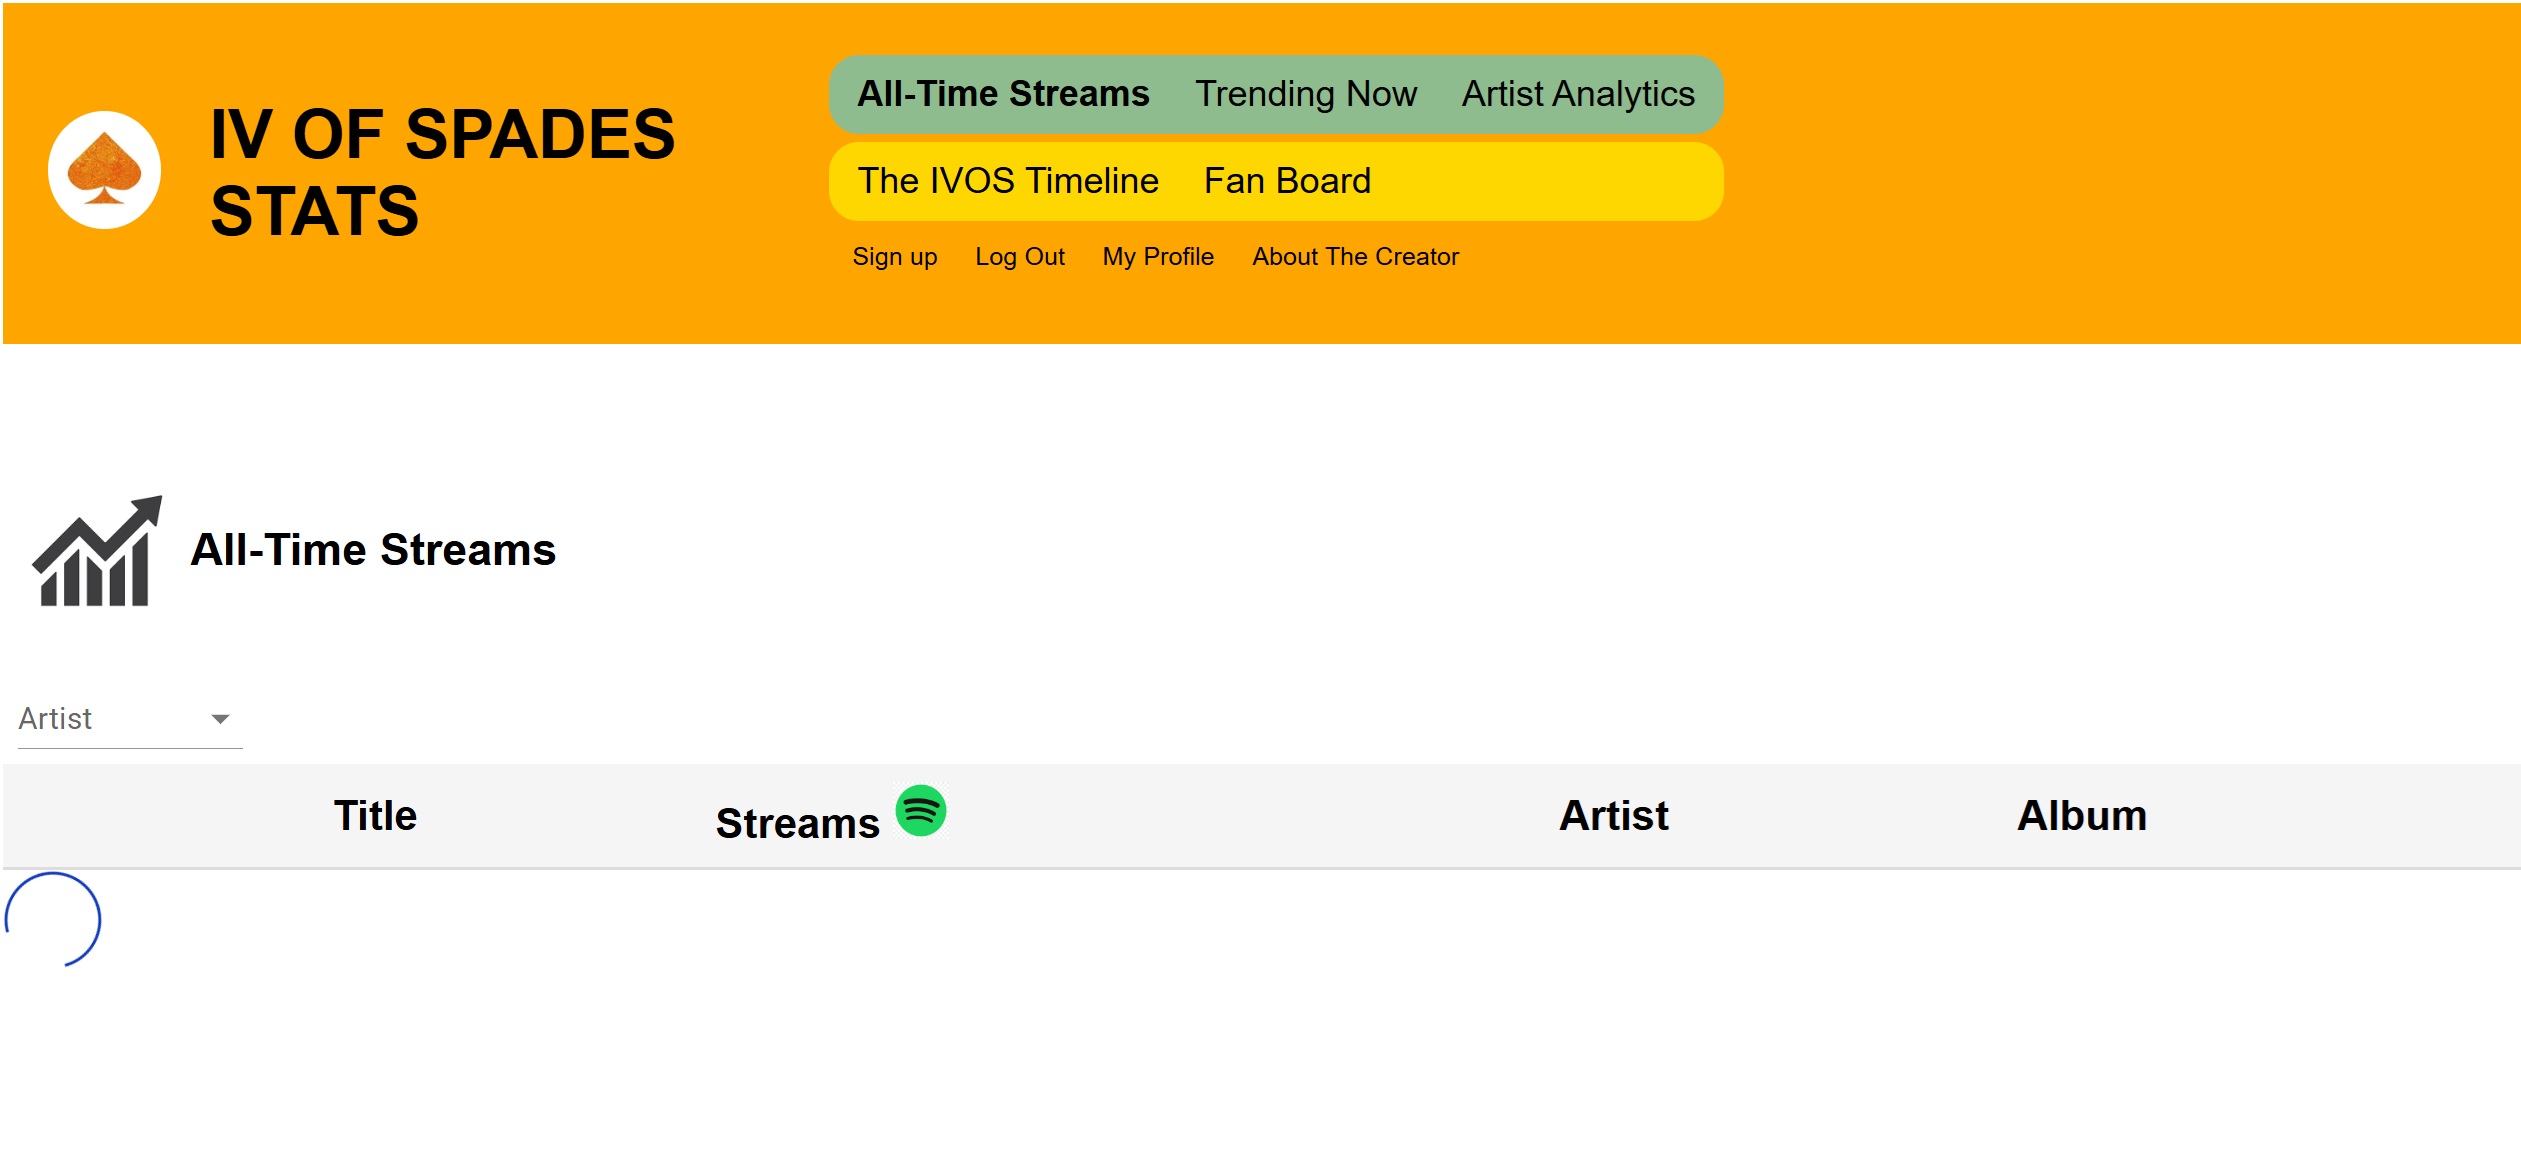 IV OF SPADES
STATS
All-Time Streams Trending Now Artist Analytics
The IVOS Timeline Fan Board
Sign up Log Out My Profile About The Creator
All-Time Streams
Artist
Title Streams Artist Album